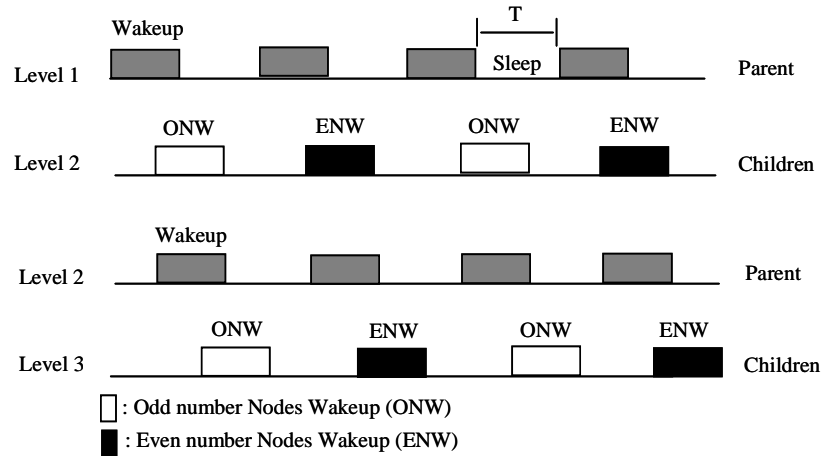 T
Wakeup
Sleep
Level 1
Parent
ONW ENW ONW ENW
Level 2
Children
Wakeup
Level 2
Parent
ONW ENW ONW ENW
Level 3
Children
: Odd number Nodes Wakeup (ONW)
: Even number Nodes Wakeup (ENW)